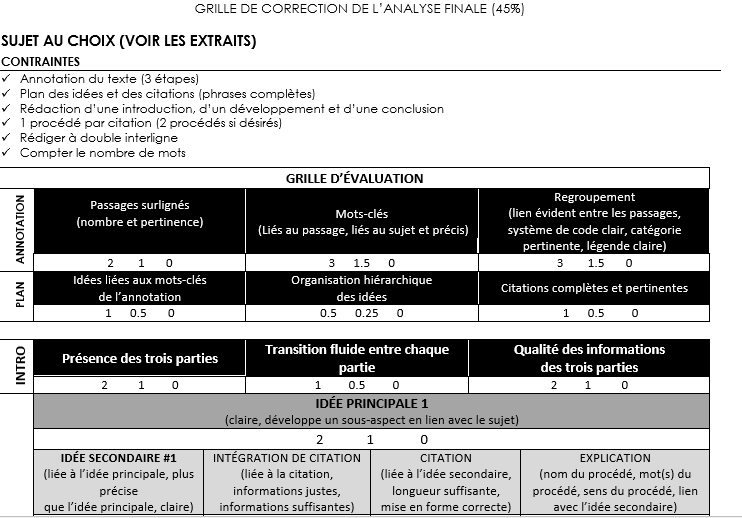 GRILLE DE CORRECTION DE L'ANALYSE FINALE (45%)
SUJET AU CHOIX (VOIR LES EXTRAITS)
CONTRAINTES
✓ Annotation du texte (3 étapes)
✓ Plan des idées et des citations (phrases complètes)
✓ Rédaction d'une introduction, d'un développement et d'une conclusion
✓ 1 procédé par citation (2 procédés si désirés)
✓ Rédiger à double interligne
✓ Compter le nombre de mots
GRILLE D'ÉVALUATION
ANNOTATION
Passages surlignés
(nombre et pertinence)
Mots-clés
(Liés au passage, liés au sujet et précis)
Regroupement
(lien évident entre les passages,
système de code clair, catégorie
pertinente, légende claire)
2 1 0
3 1.5 0
3 1.5 0
PLAN
Idées liées aux mots-clés
de l'annotation
Organisation hiérarchique
des idées
Citations complètes et pertinentes
1 0.5 0
0.5 0.25 0
1 0.5 0
INTRO
Présence des trois parties
Transition fluide entre chaque
partie
Qualité des informations
des trois parties
2 1 0
1 0.5 0
2 1 0
IDÉE PRINCIPALE 1
(claire, développe un sous-aspect en lien avec le sujet)
2 1 0
IDÉE SECONDAIRE #1
(liée à l'idée principale, plus
précise
que l'idée principale, claire)
INTÉGRATION DE CITATION
(liée à la citation,
informations justes,
informations suffisantes)
CITATION
(liée à l'idée secondaire,
longueur suffisante,
mise en forme correcte)
EXPLICATION
(nom du procédé, mot(s) du
procédé, sens du procédé, lien
avec l'idée secondaire)